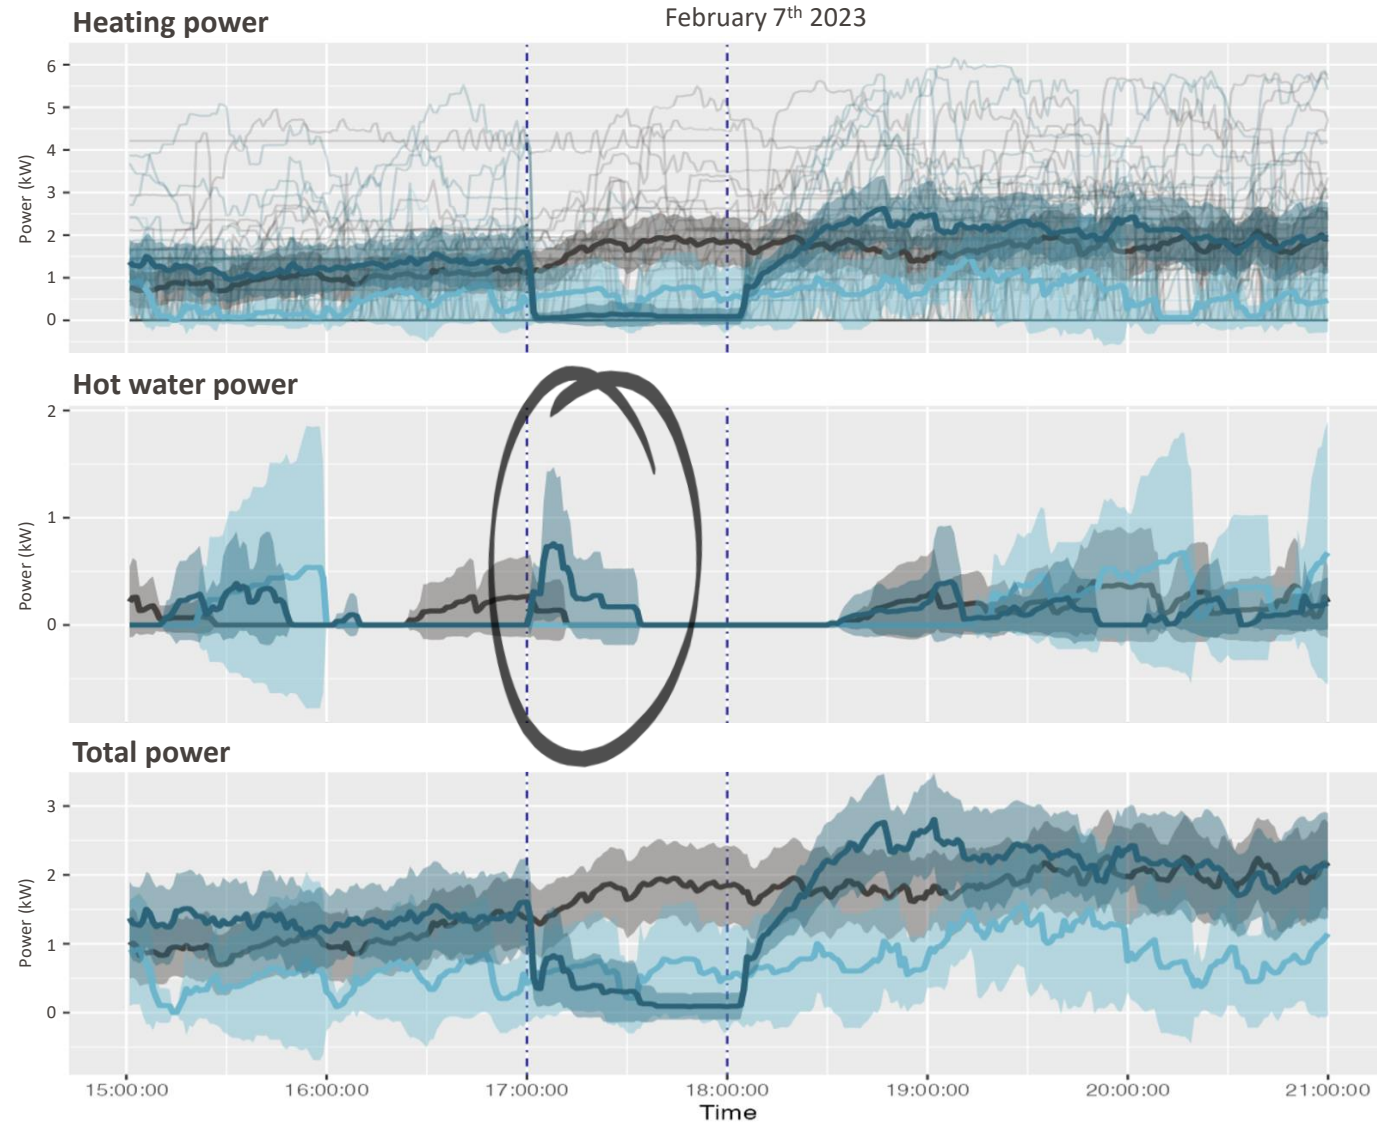 Heating power
February 7th 2023
6
5
4
3
2
1
0
Power (kW)
Hot water power
2
1
0
Power (kW)
Total power
3
2
1
0
Power (kW)
15:00:00 16:00:00 17:00:00 18:00:00 19:00:00 20:00:00 21:00:00
Time